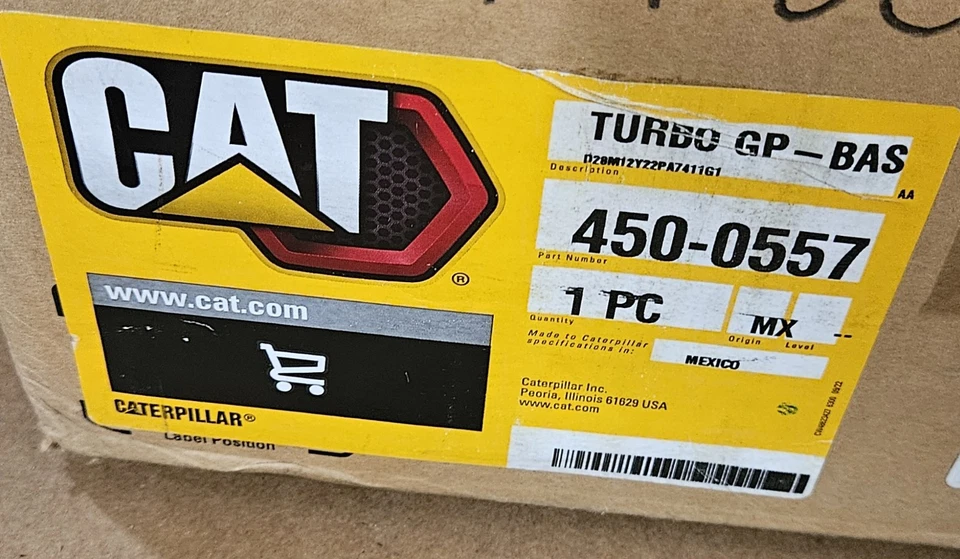 CAT
®
www.cat.com
CATERPILLAR®
Label Position
TURBO GP-BAS
D28M12Y22PA7411G1
Description
AA
450-0557
Part Number
1 PC
Quantity
MX
Origin
--
Level
Made to Caterpillar
specifications in:
MEXICO
Caterpillar Inc.
Peoria, Illinois 61629 USA
www.cat.com